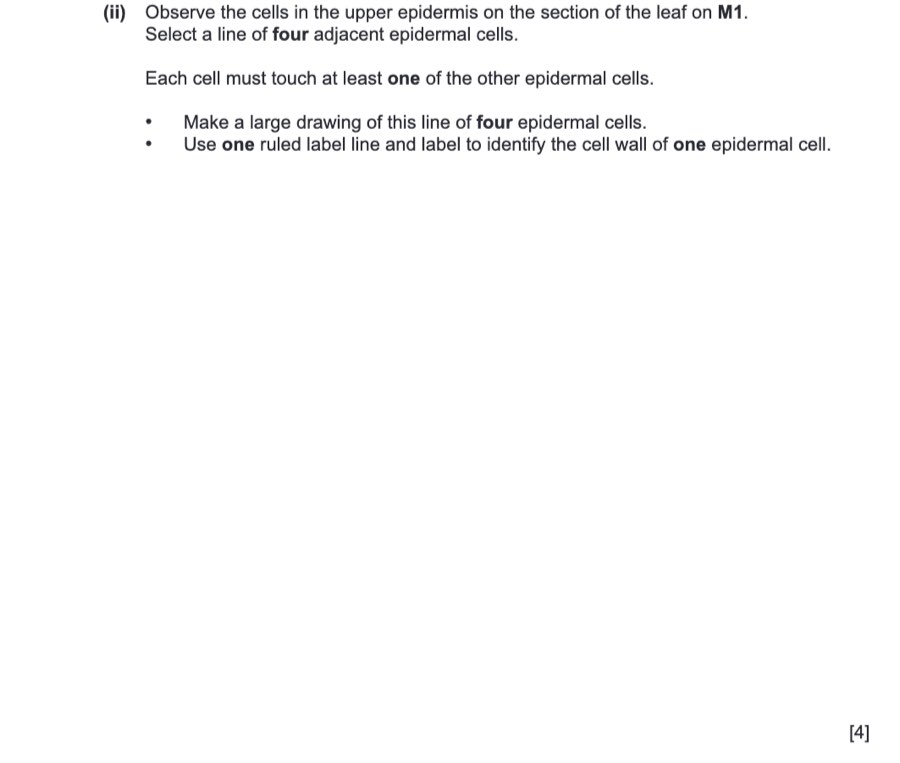 (ii) Observe the cells in the upper epidermis on the section of the leaf on M1.
Select a line of four adjacent epidermal cells.
Each cell must touch at least one of the other epidermal cells.
• Make a large drawing of this line of four epidermal cells.
• Use one ruled label line and label to identify the cell wall of one epidermal cell.
[4]